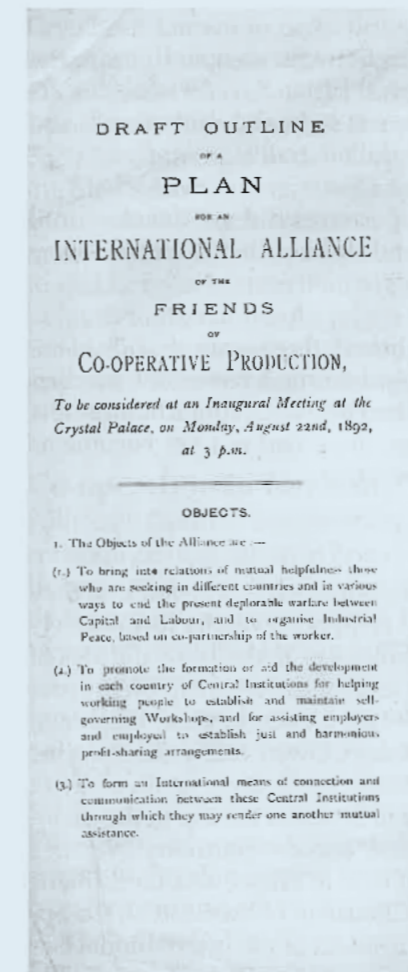 DRAFT OUTLINE
OF A
PLAN
FOR AN
INTERNATIONAL ALLIANCE
OF THE
FRIENDS
OF
CO-OPERATIVE PRODUCTION,
To be considered at an Inaugural Meeting at the
Crystal Palace, on Monday, August 22nd, 1892,
at 3 p.m.
OBJECTS.
1. The Objects of the Alliance are :—
(1.) To bring into relations of mutual helpfulness those
who are seeking in different countries and in various
ways to end the present deplorable warfare between
Capital and Labour, and to organise Industrial
Peace, based on co-partnership of the worker.
(2.) To promote the formation or aid the development
in each country of Central Institutions for helping
working people to establish and maintain self-
governing Workshops, and for assisting employers
and employed to establish just and harmonious
profit-sharing arrangements.
(3.) To form an International means of connection and
communication between these Central Institutions
through which they may render one another mutual
assistance.